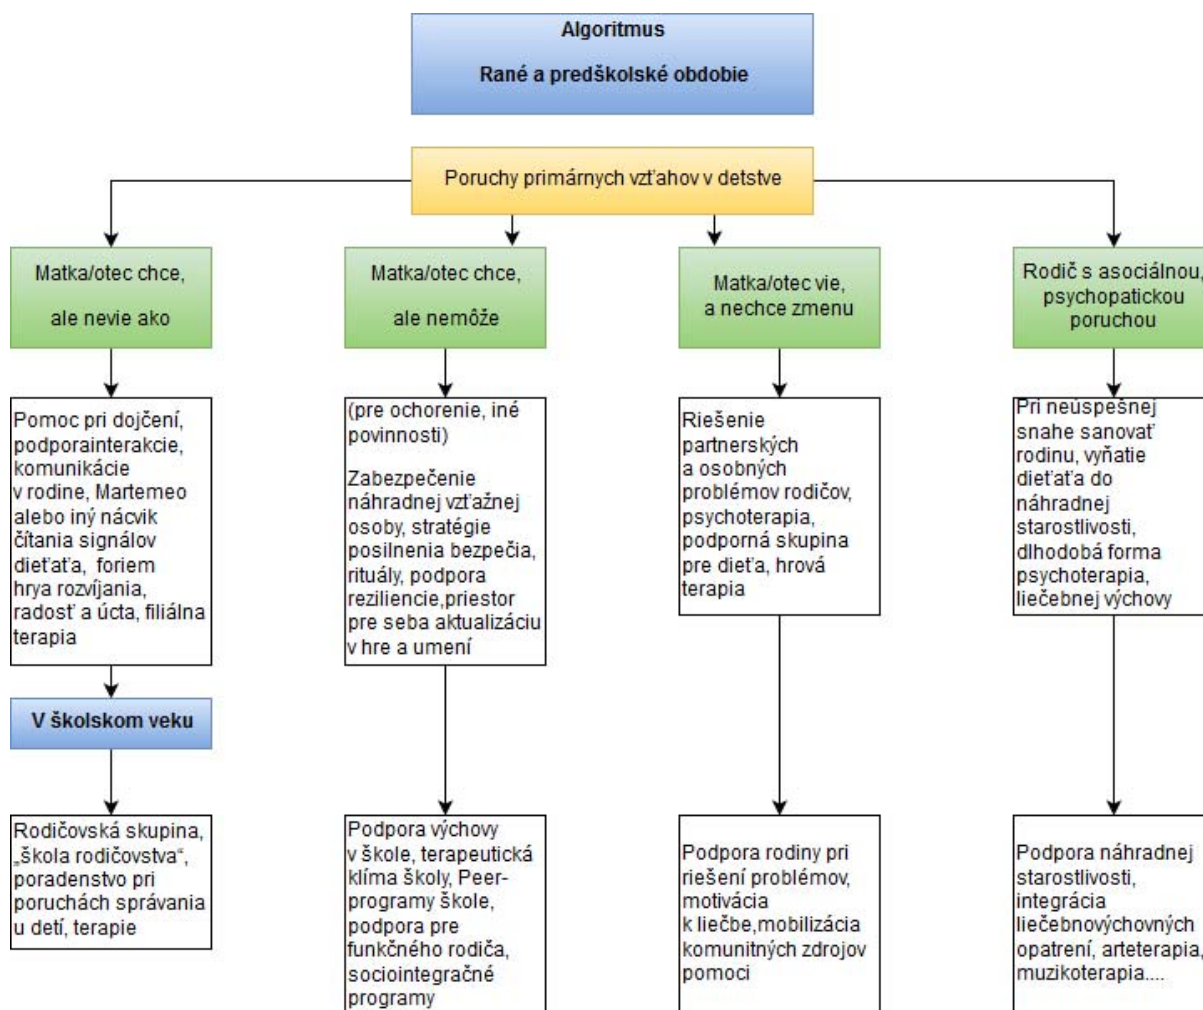 Algoritmus
Rané a predškolské obdobie
Poruchy primárnych vzťahov v detstve
Matka/otec chce,
ale nevie ako
Matka/otec chce,
ale nemôže
Matka/otec vie,
a nechce zmenu
Rodič s asociálnou,
psychopatickou
poruchou
Pomoc pri dojčení,
podporainterakcie,
komunikácie
v rodine, Martemeo
alebo iný nácvik
čítania signálov
dieťaťa, foriem
hrya rozvíjania,
radosť a úcta, filiálna
terapia
(pre ochorenie, iné
povinnosti)
Zabezpečenie
náhradnej vzťažnej
osoby, stratégie
posilnenia bezpečia,
rituály, podpora
reziliencie,priestor
pre seba aktualizáciu
v hre a umení
Riešenie
partnerských
a osobných
problémov rodičov,
psychoterapia,
podporná skupina
pre dieťa, hrová
terapia
Pri neúspešnej
snahe sanovať
rodinu, vyňatie
dieťaťa do
náhradnej
starostlivosti,
dlhodobá forma
psychoterapia,
liečebnej výchovy
V školskom veku
Rodičovská skupina,
„škola rodičovstva“,
poradenstvo pri
poruchách správania
u detí, terapie
Podpora výchovy
v škole, terapeutická
klíma školy, Peer-
programy škole,
podpora pre
funkčného rodiča,
sociointegračné
programy
Podpora rodiny pri
riešení problémov,
motivácia
k liečbe,mobilizácia
komunitných zdrojov
pomoci
Podpora náhradnej
starostlivosti,
integrácia
liečebnovýchovných
opatrení, arteterapia,
muzikoterapia....